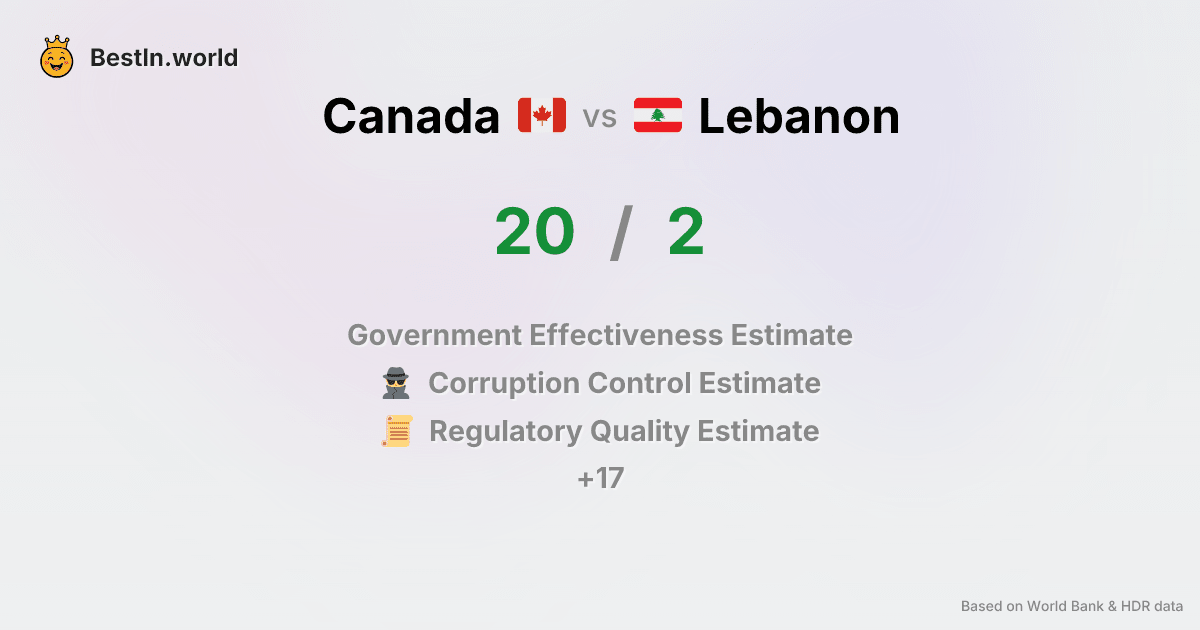 BestIn.world
Canada vs Lebanon
20 / 2
Government Effectiveness Estimate
Corruption Control Estimate
Regulatory Quality Estimate
+17
Based on World Bank & HDR data